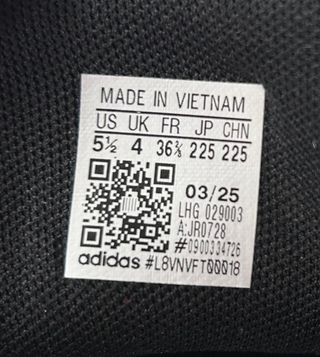 MADE IN VIETNAM
US UK FR JP CHN
5½ 4 36⅔ 225 225
03/25
LHG 029003
A:JR0728
#0900334726
adidas #L8VNVFT00018